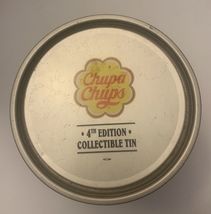 Chupa
Chups
• 4TH EDITION •
COLLECTIBLE TIN